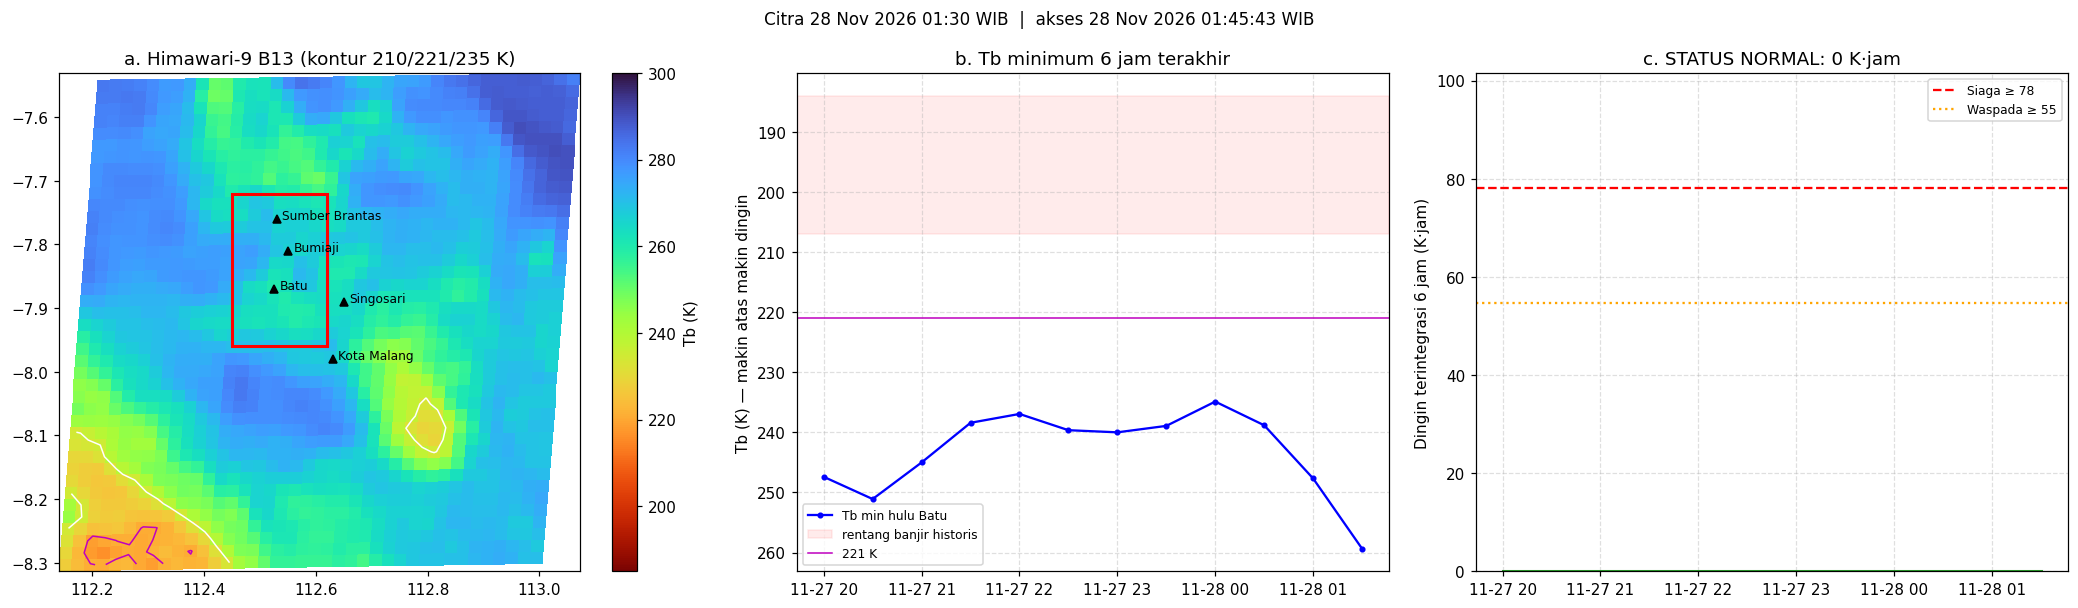 Citra 28 Nov 2026 01:30 WIB  |  akses 28 Nov 2026 01:45:43 WIB
a. Himawari-9 B13 (kontur 210/221/235 K)
−7.6
−7.7
−7.8
−7.9
−8.0
−8.1
−8.2
−8.3
112.2
112.4
112.6
112.8
113.0
Sumber Brantas
Bumiaji
Batu
Singosari
Kota Malang
300
280
260
240
220
200
Tb (K)
b. Tb minimum 6 jam terakhir
Tb (K) — makin atas makin dingin
190
200
210
220
230
240
250
260
Tb min hulu Batu
rentang banjir historis
221 K
11-27 20
11-27 21
11-27 22
11-27 23
11-28 00
11-28 01
c. STATUS NORMAL: 0 K·jam
Dingin terintegrasi 6 jam (K·jam)
100
80
60
40
20
0
Siaga ≥ 78
Waspada ≥ 55
11-27 20
11-27 21
11-27 22
11-27 23
11-28 00
11-28 01